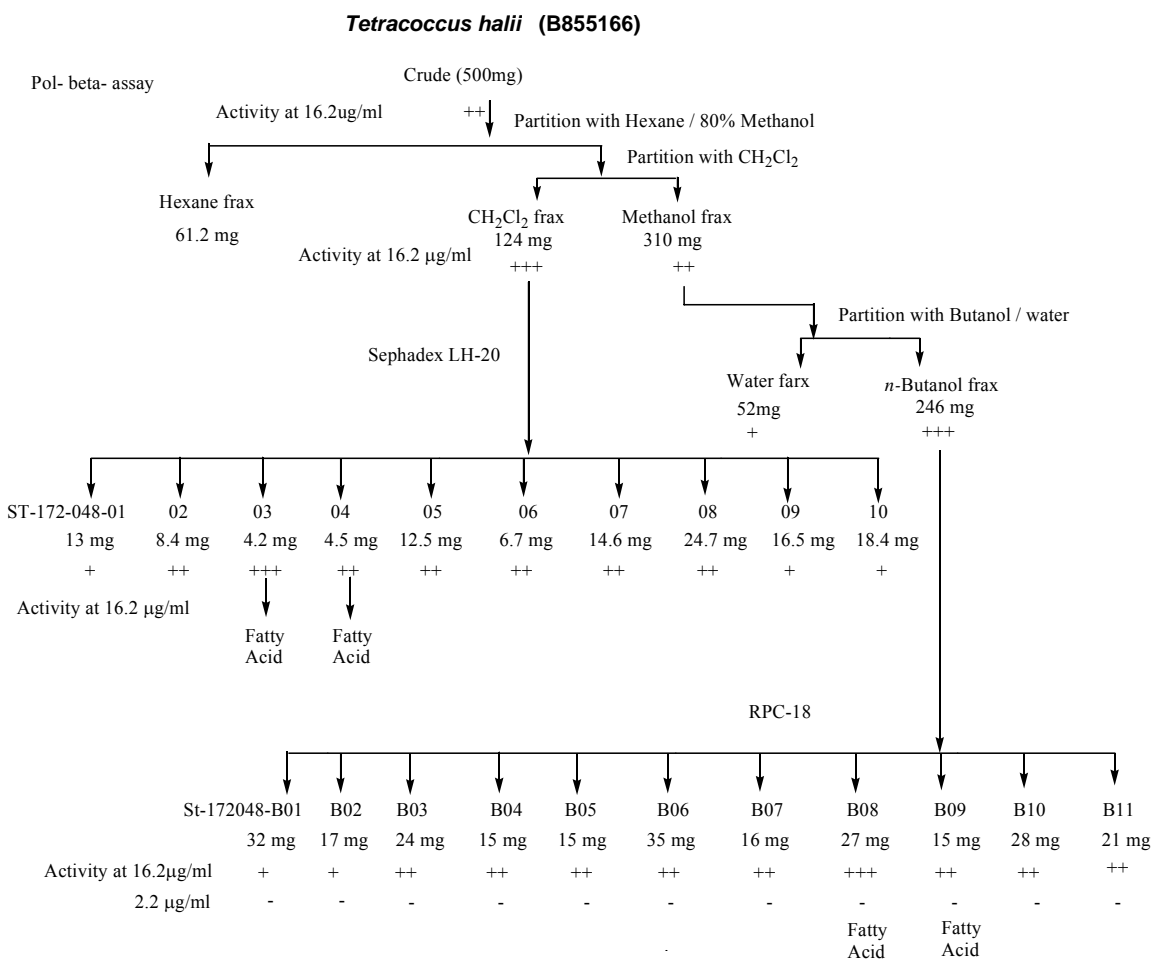 Tetracoccus halii (B855166)
Crude (500mg)
Pol- beta- assay
Activity at 16.2ug/ml ++
Partition with Hexane / 80% Methanol
Partition with CH₂Cl₂
Hexane frax
61.2 mg
CH₂Cl₂ frax
124 mg
Activity at 16.2 μg/ml
+++
Methanol frax
310 mg
++
Partition with Butanol / water
Sephadex LH-20
Water farx
52mg
+
n-Butanol frax
246 mg
+++
ST-172-048-01 02 03 04 05 06 07 08 09 10
13 mg 8.4 mg 4.2 mg 4.5 mg 12.5 mg 6.7 mg 14.6 mg 24.7 mg 16.5 mg 18.4 mg
+ ++ +++ ++ ++ ++ ++ ++ + +
Activity at 16.2 μg/ml
Fatty Acid
Fatty Acid
RPC-18
St-172048-B01 B02 B03 B04 B05 B06 B07 B08 B09 B10 B11
32 mg 17 mg 24 mg 15 mg 15 mg 35 mg 16 mg 27 mg 15 mg 28 mg 21 mg
Activity at 16.2μg/ml + + ++ ++ ++ ++ ++ +++ ++ ++ ++
2.2 μg/ml - - - - - - - - - - -
Fatty Acid
Fatty Acid